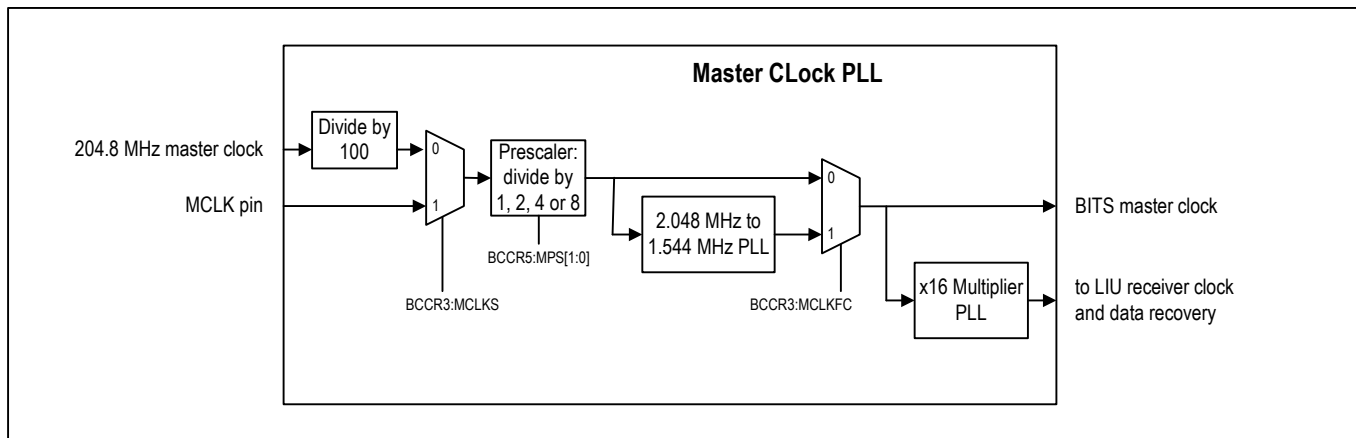 Master CLock PLL
204.8 MHz master clock
Divide by
100
0
MCLK pin
1
BCCR3:MCLKS
Prescaler:
divide by
1, 2, 4 or 8
BCCR5:MPS[1:0]
2.048 MHz to
1.544 MHz PLL
0
1
BCCR3:MCLKFC
BITS master clock
x16 Multiplier
PLL
to LIU receiver clock
and data recovery